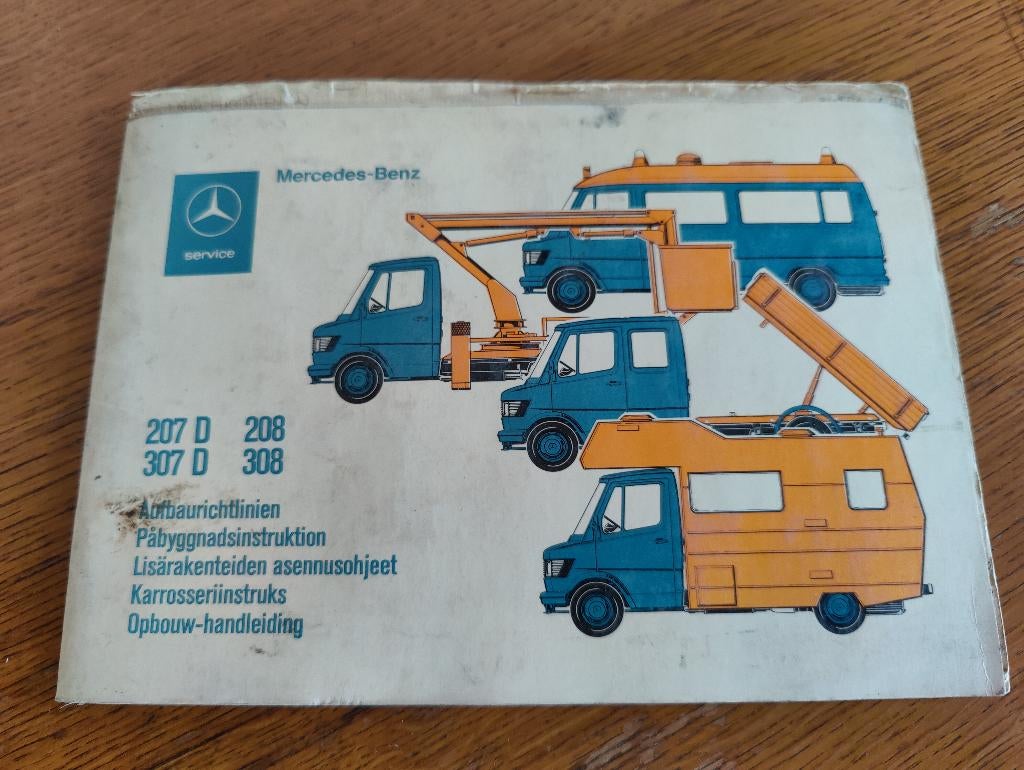 Mercedes-Benz
service
207 D 208
307 D 308
Aufbaurichtlinien
Påbyggnadsinstruktion
Lisärakenteiden asennusohjeet
Karrosseriinstruks
Opbouw-handleiding